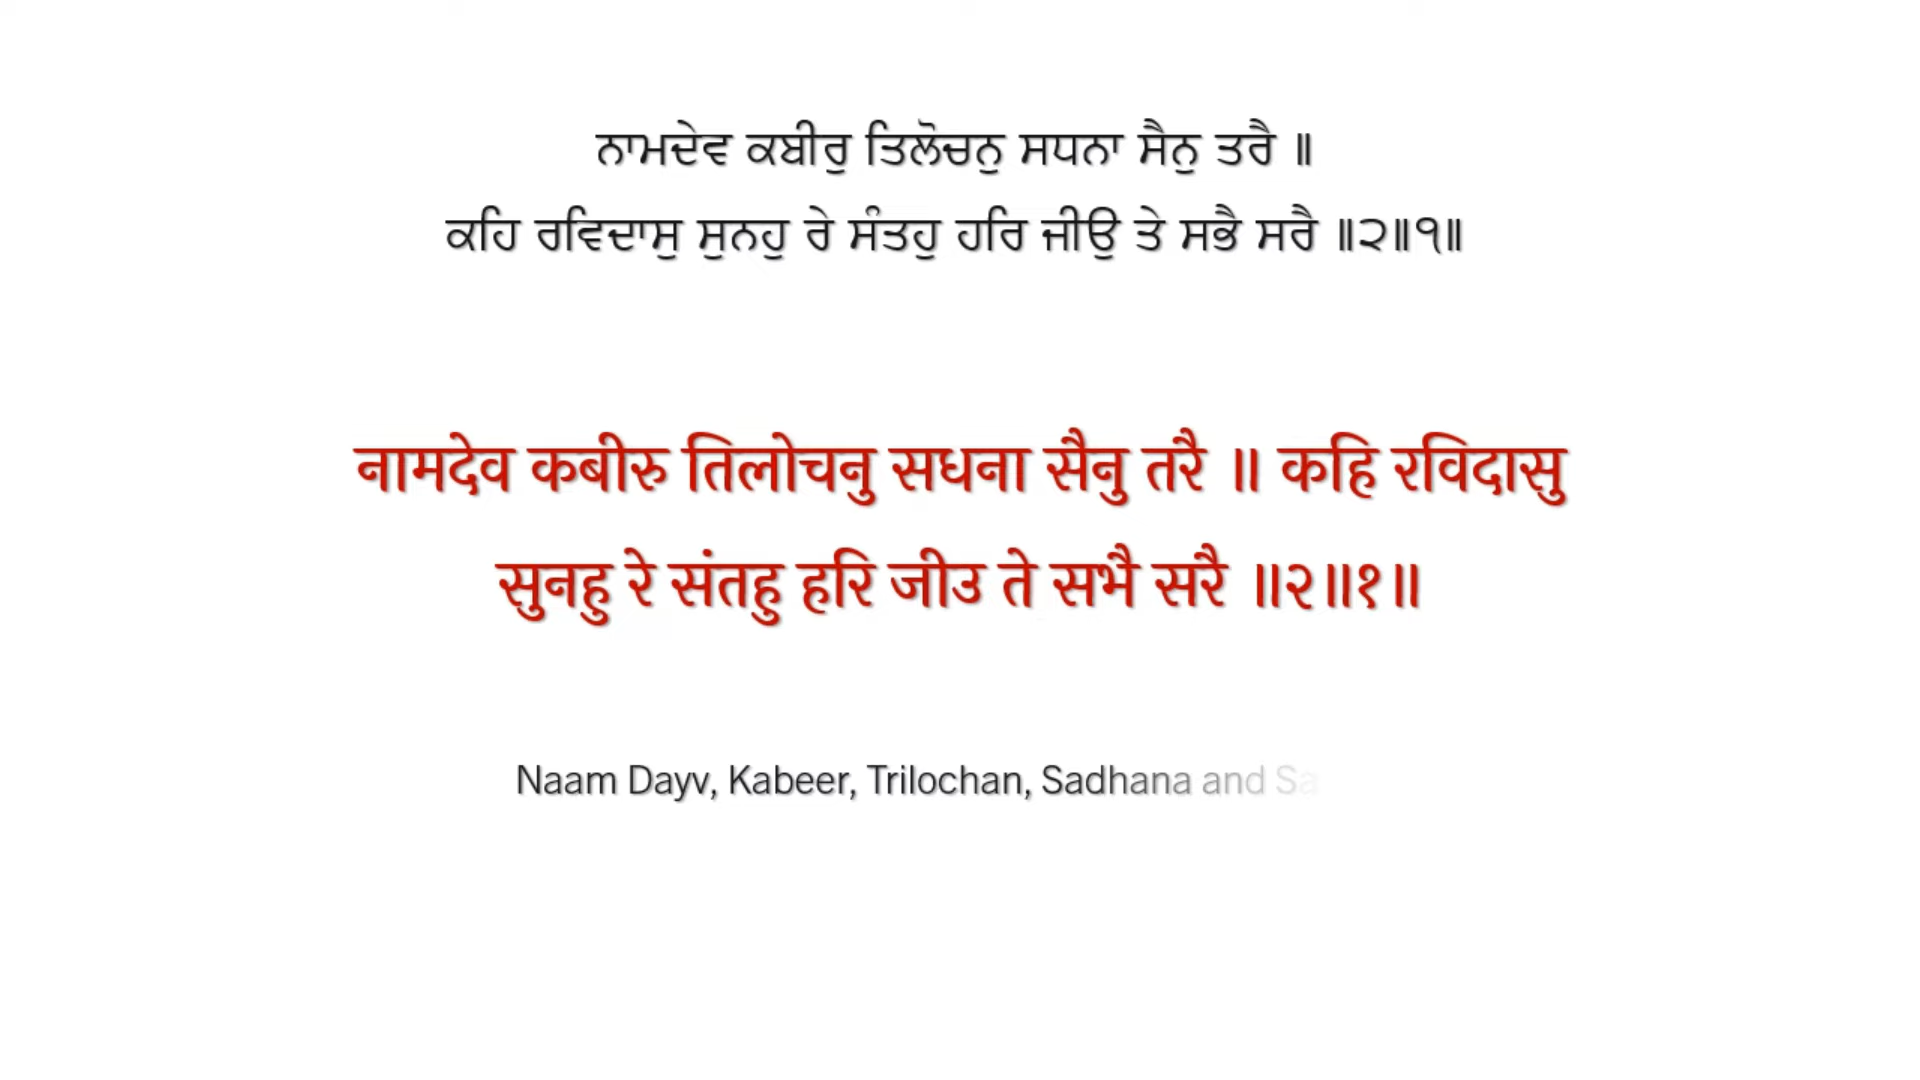 ਨਾਮਦੇਵ ਕਬੀਰੁ ਤਿਲੋਚਨੁ ਸਧਨਾ ਸੈਨੁ ਤਰੈ ॥
ਕਹਿ ਰਵਿਦਾਸੁ ਸੁਨਹੁ ਰੇ ਸੰਤਹੁ ਹਰਿ ਜੀਉ ਤੇ ਸਭੈ ਸਰੈ ॥੨॥੧॥
नामदेव कबीरु तिलोचनु सधना सैनु तरै ॥ कहि रविदासु
सुनहु रे संतहु हरि जीउ ते सभै सरै ॥२॥१॥
Naam Dayv, Kabeer, Trilochan, Sadhana and